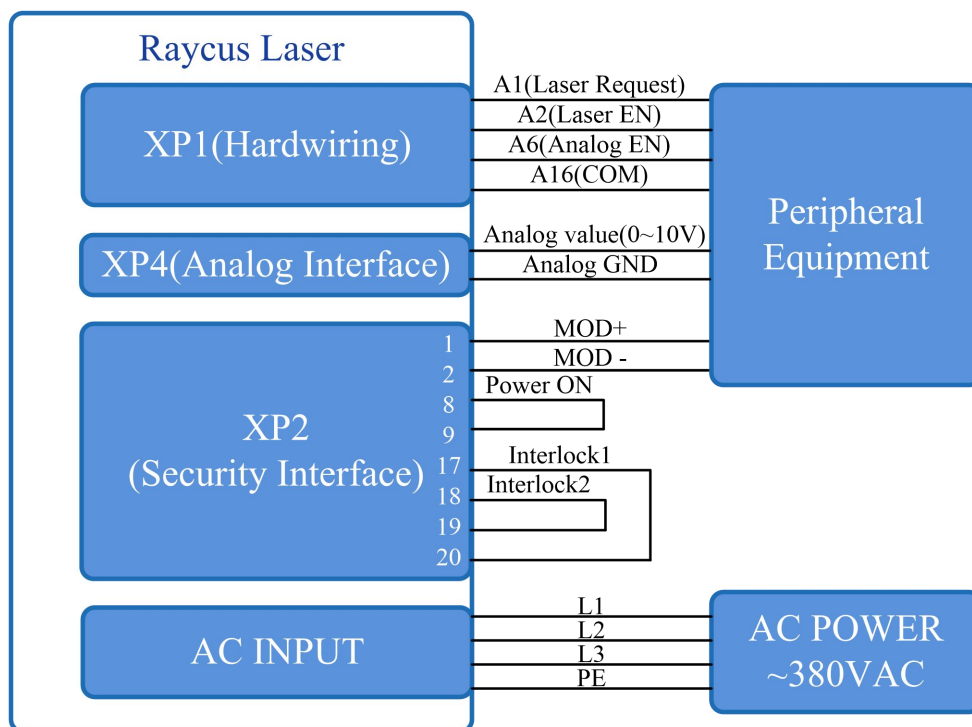 Raycus Laser
XP1(Hardwiring)
A1(Laser Request)
A2(Laser EN)
A6(Analog EN)
A16(COM)
Peripheral
Equipment
XP4(Analog Interface)
Analog value(0~10V)
Analog GND
XP2
(Security Interface)
1
2
8
9
17
18
19
20
MOD+
MOD -
Power ON
Interlock1
Interlock2
AC INPUT
L1
L2
L3
PE
AC POWER
~380VAC